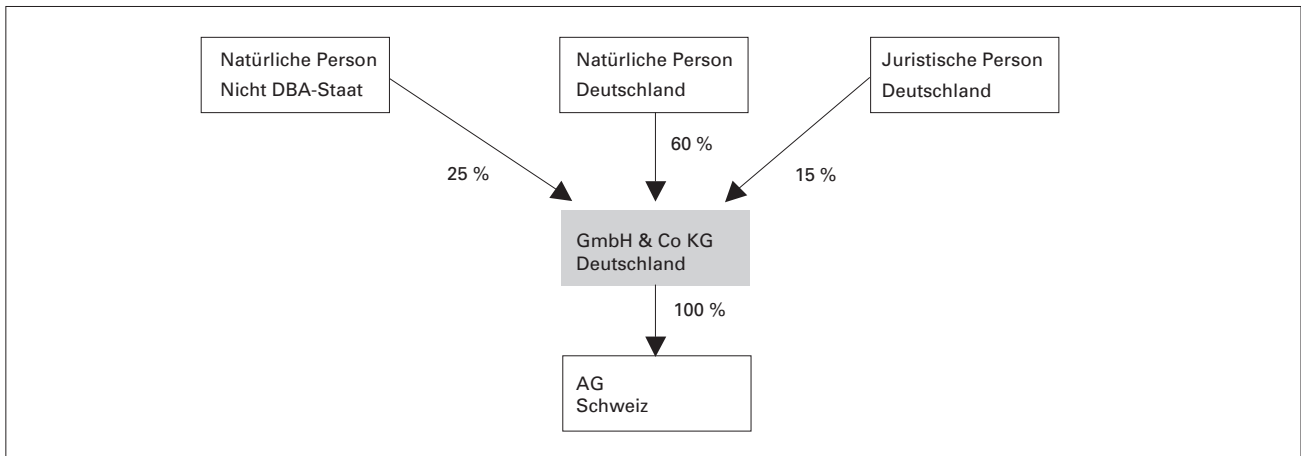 Natürliche Person
Nicht DBA-Staat
Natürliche Person
Deutschland
Juristische Person
Deutschland
25 %
60 %
15 %
GmbH & Co KG
Deutschland
100 %
AG
Schweiz